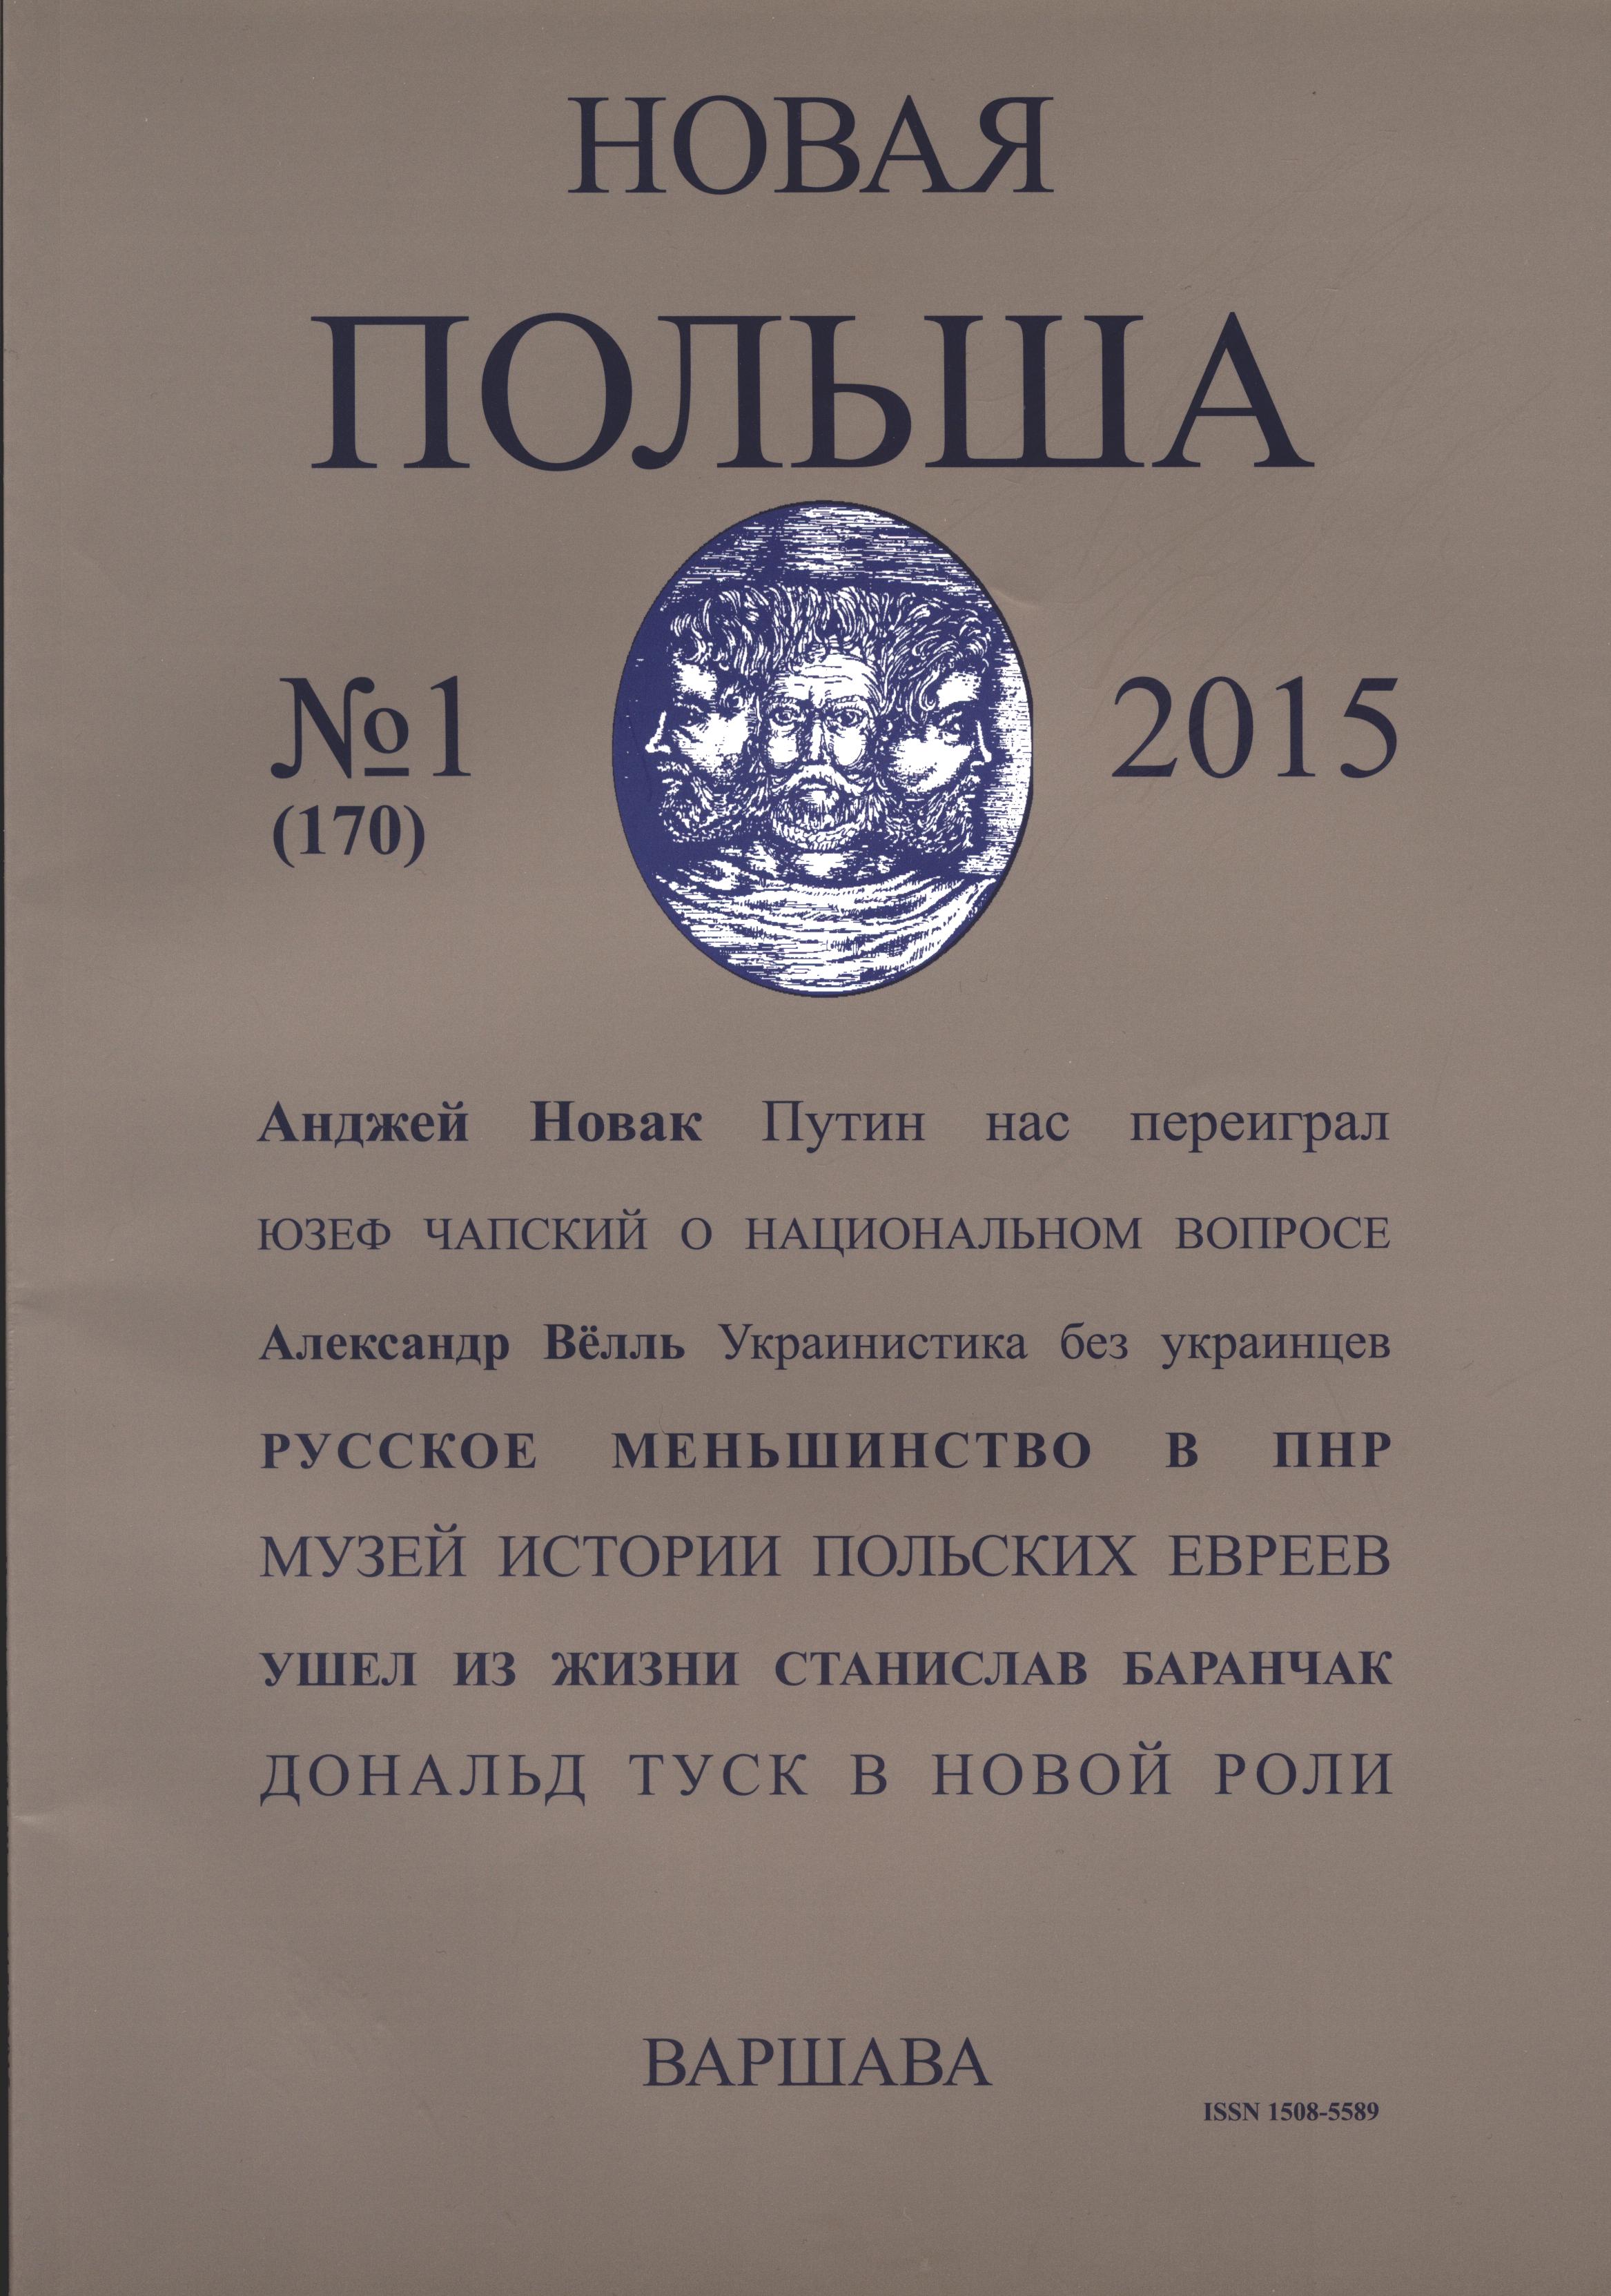 НОВАЯ
ПОЛЬША
№1
(170)
2015
Анджей Новак Путин нас переиграл
ЮЗЕФ ЧАПСКИЙ О НАЦИОНАЛЬНОМ ВОПРОСЕ
Александр Вёлль Украинистика без украинцев
РУССКОЕ МЕНЬШИНСТВО В ПНР
МУЗЕЙ ИСТОРИИ ПОЛЬСКИХ ЕВРЕЕВ
УШЕЛ ИЗ ЖИЗНИ СТАНИСЛАВ БАРАНЧАК
ДОНАЛЬД ТУСК В НОВОЙ РОЛИ
ВАРШАВА
ISSN 1508-5589